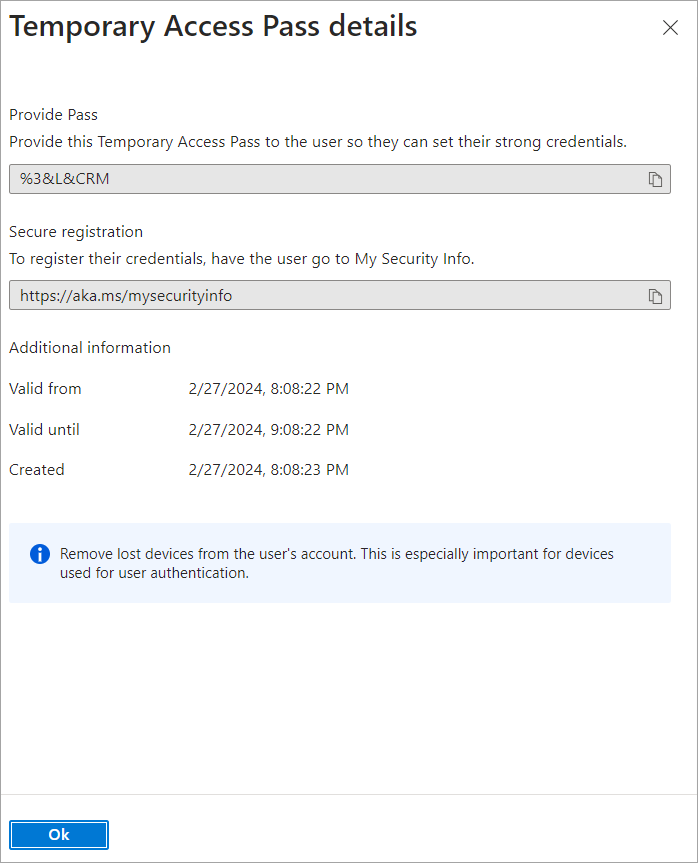 Temporary Access Pass details
Provide Pass
Provide this Temporary Access Pass to the user so they can set their strong credentials.
%3&L&CRM
Secure registration
To register their credentials, have the user go to My Security Info.
https://aka.ms/mysecurityinfo
Additional information
Valid from 2/27/2024, 8:08:22 PM
Valid until 2/27/2024, 9:08:22 PM
Created 2/27/2024, 8:08:23 PM
Remove lost devices from the user's account. This is especially important for devices
used for user authentication.
Ok